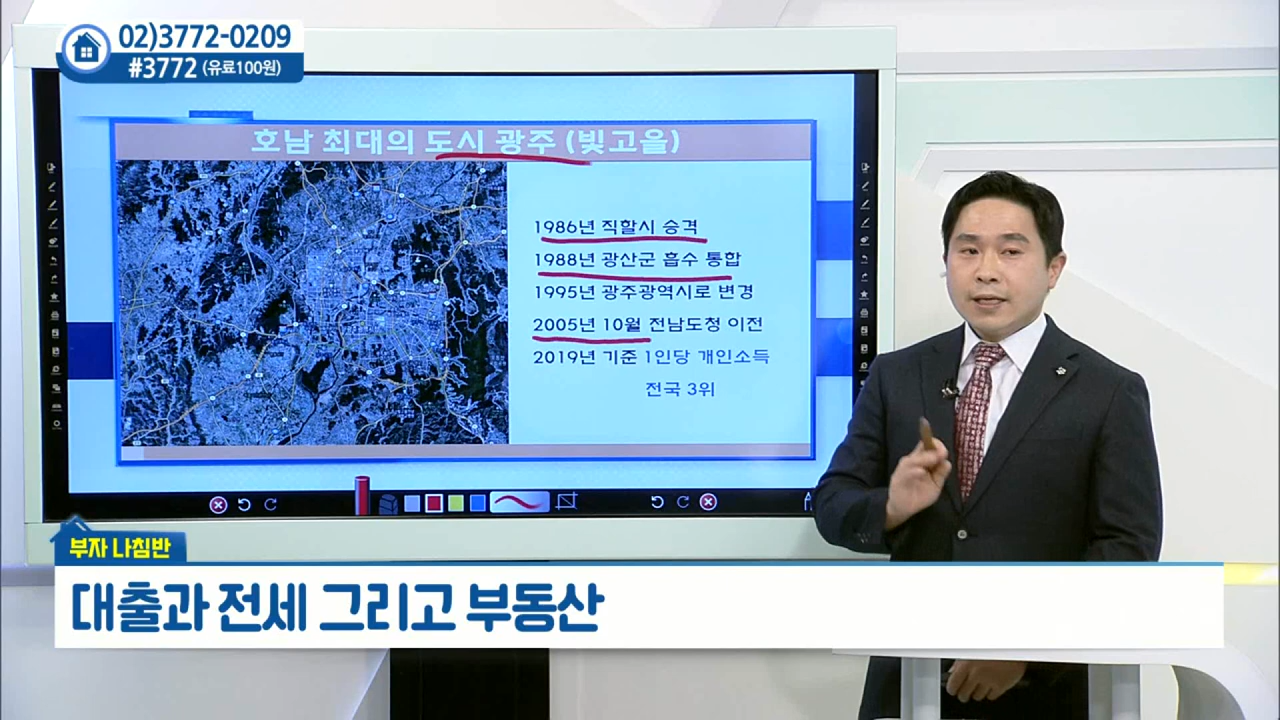 02)3772-0209
#3772 (유료100원)
호남 최대의 도시 광주 (빛고을)
1986년 직할시 승격
1988년 광산군 흡수 통합
1995년 광주광역시로 변경
2005년 10월 전남도청 이전
2019년 기준 1인당 개인소득
전국 3위
부자 나침반
대출과 전세 그리고 부동산